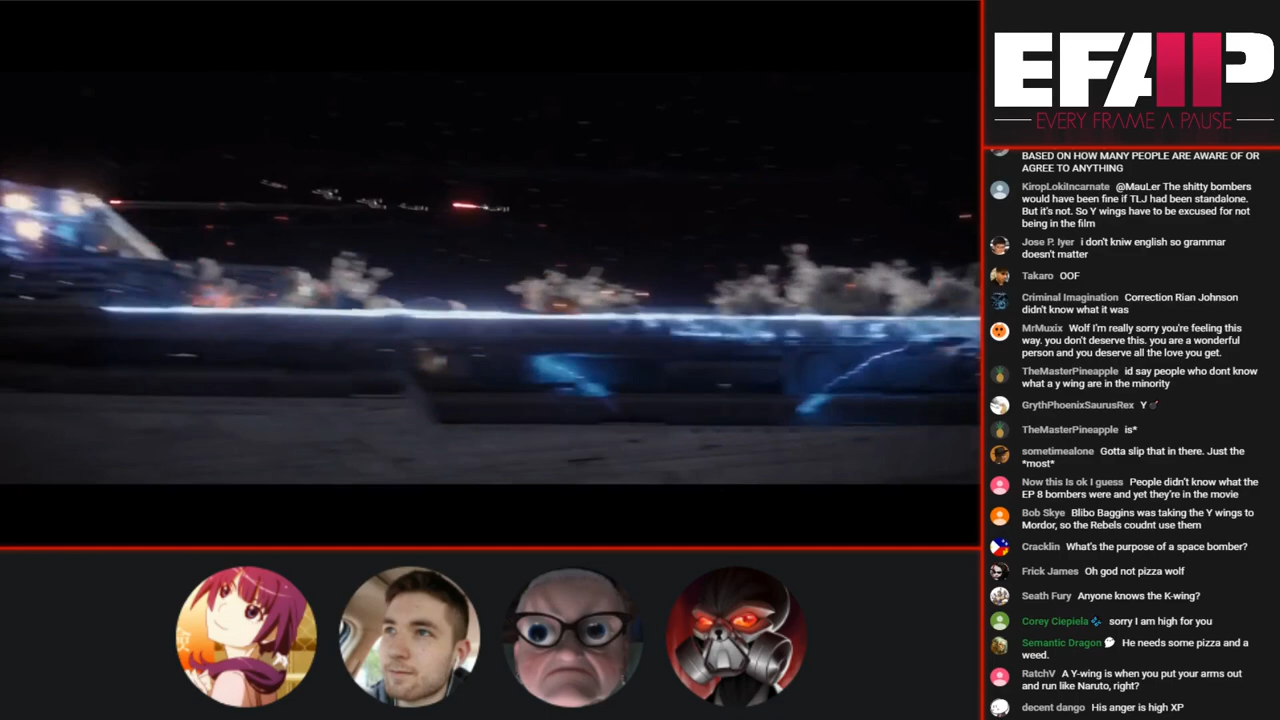 EFAP
EVERY FRAME A PAUSE
BASED ON HOW MANY PEOPLE ARE AWARE OF OR
AGREE TO ANYTHING
KiropLokiIncarnate @MauLer The shitty bombers
would have been fine if TLJ had been standalone.
But it's not. So Y wings have to be excused for not
being in the film
Jose P. Iyer i don't kniw english so grammar
doesn't matter
Takaro OOF
Criminal Imagination Correction Rian Johnson
didn't know what it was
MrMuxix Wolf I'm really sorry you're feeling this
way. you don't deserve this. you are a wonderful
person and you deserve all the love you get.
TheMasterPineapple id say people who dont know
what a y wing are in the minority
GrythPhoenixSaurusRex Y💣
TheMasterPineapple is*
sometimealone Gotta slip that in there. Just the
*most*
Now this Is ok I guess People didn't know what the
EP 8 bombers were and yet they're in the movie
Bob Skye Blibo Baggins was taking the Y wings to
Mordor, so the Rebels coudnt use them
Cracklin What's the purpose of a space bomber?
Frick James Oh god not pizza wolf
Seath Fury Anyone knows the K-wing?
Corey Ciepiela sorry I am high for you
Semantic Dragon He needs some pizza and a
weed.
RatchV A Y-wing is when you put your arms out
and run like Naruto, right?
decent dango His anger is high XP